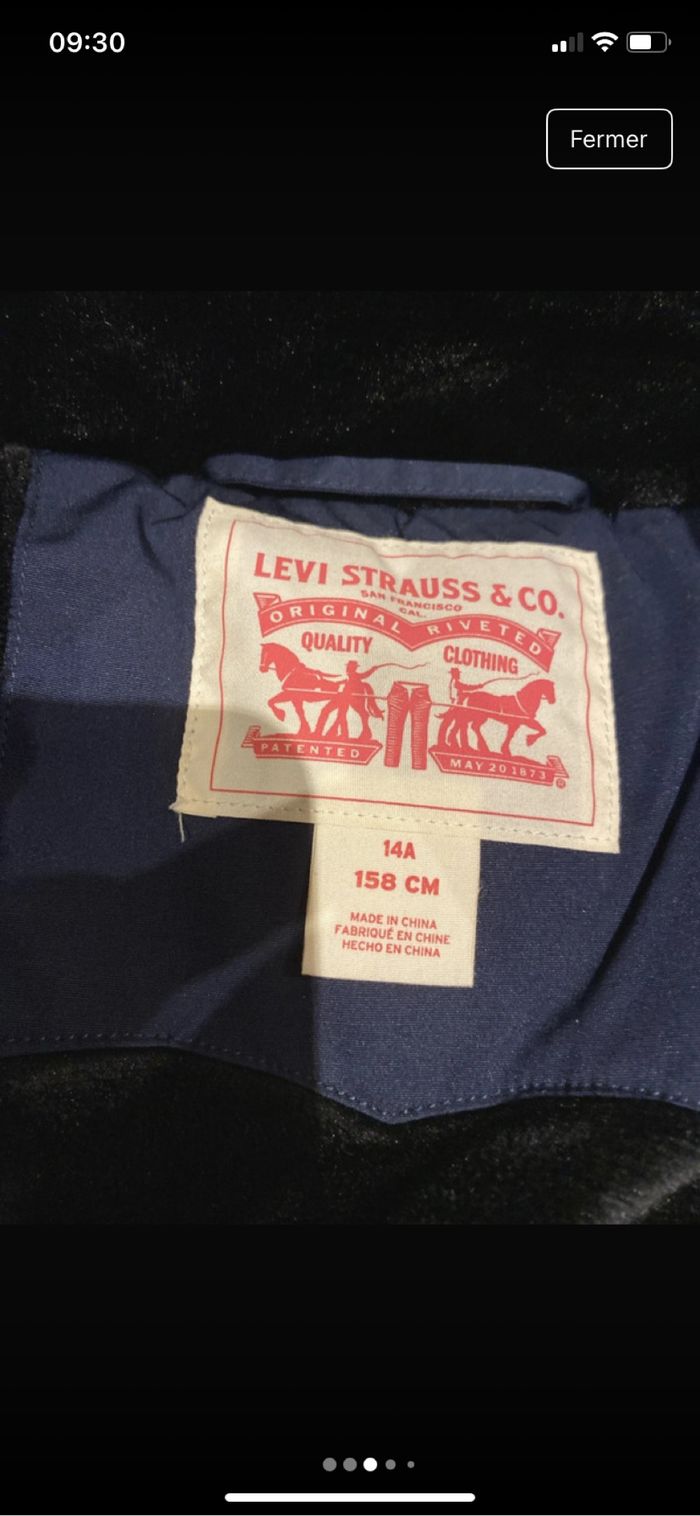 09:30
Fermer
LEVI STRAUSS & CO.
SAN FRANCISCO
CAL.
ORIGINAL RIVETED
QUALITY CLOTHING
PATENTED MAY 20 1873
®
14A
158 CM
MADE IN CHINA
FABRIQUÉ EN CHINE
HECHO EN CHINA